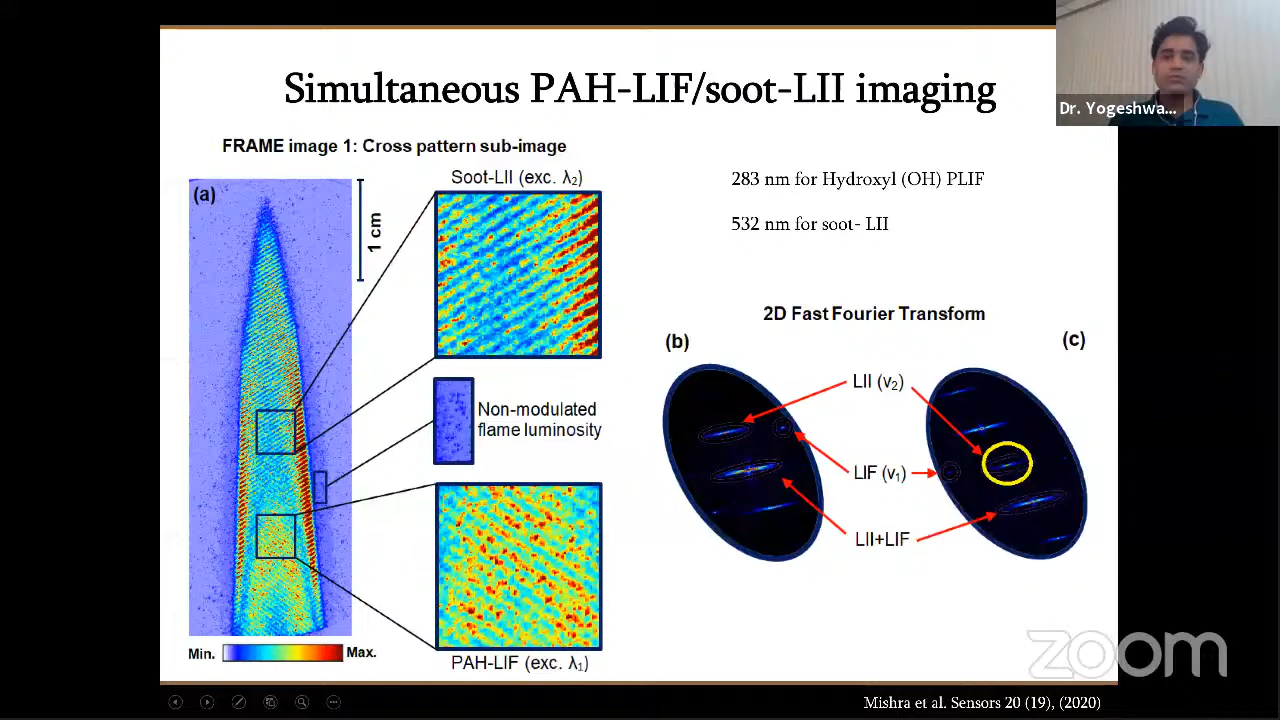 Simultaneous PAH-LIF/soot-LII imaging
Dr. Yogeshwa...
FRAME image 1: Cross pattern sub-image
Soot-LII (exc. λ₂)
(a)
1 cm
Non-modulated
flame luminosity
PAH-LIF (exc. λ₁)
Min.
Max.
283 nm for Hydroxyl (OH) PLIF
532 nm for soot- LII
2D Fast Fourier Transform
(b)
(c)
LII (ν₂)
LIF (ν₁)
LII+LIF
zoom
Mishra et al. Sensors 20 (19), (2020)